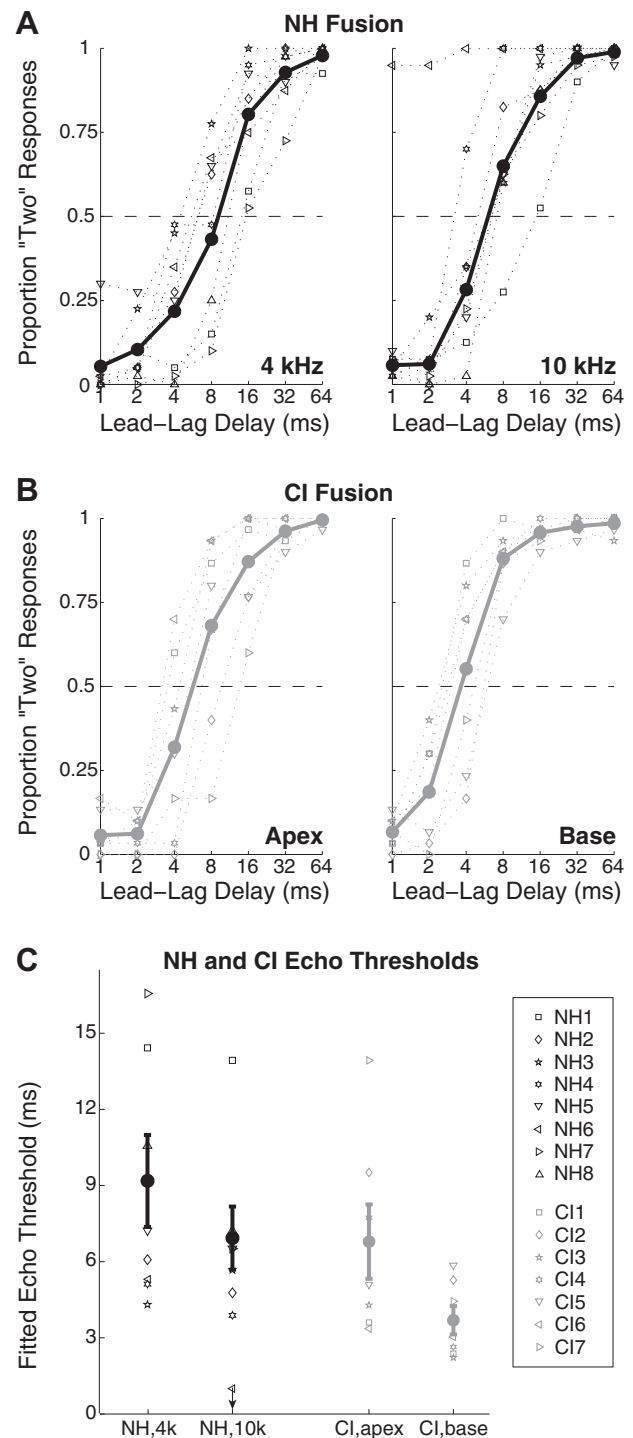 A
NH Fusion
Proportion "Two" Responses
1
0.75
0.5
0.25
0
4 kHz
10 kHz
1 2 4 8 16 32 64
1 2 4 8 16 32 64
Lead–Lag Delay (ms)
Lead–Lag Delay (ms)
B
CI Fusion
Proportion "Two" Responses
1
0.75
0.5
0.25
0
Apex
Base
1 2 4 8 16 32 64
1 2 4 8 16 32 64
Lead–Lag Delay (ms)
Lead–Lag Delay (ms)
C
NH and CI Echo Thresholds
Fitted Echo Threshold (ms)
15
12
9
6
3
0
NH,4k
NH,10k
CI,apex
CI,base
NH1
NH2
NH3
NH4
NH5
NH6
NH7
NH8
CI1
CI2
CI3
CI4
CI5
CI6
CI7